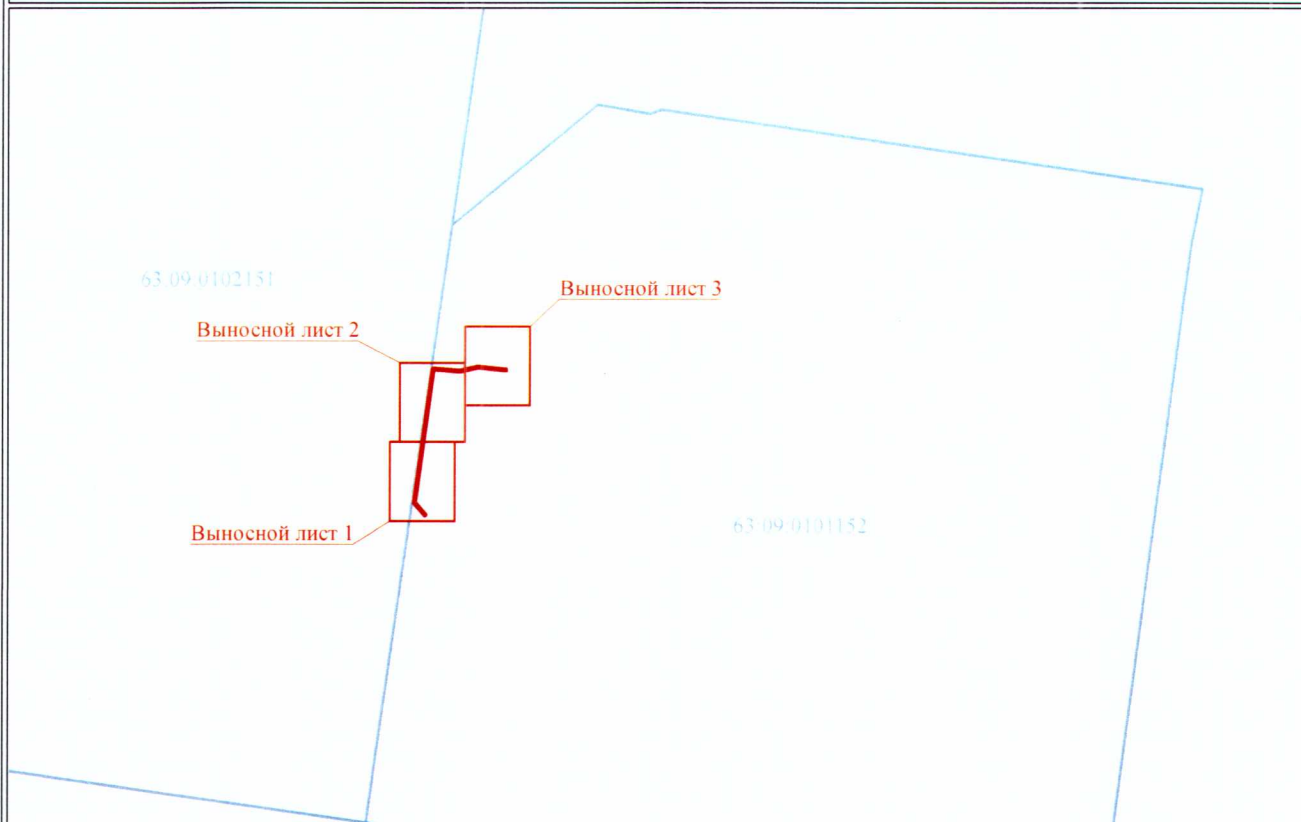 63:09:0102151
Выносной лист 3
Выносной лист 2
63:09:0101152
Выносной лист 1